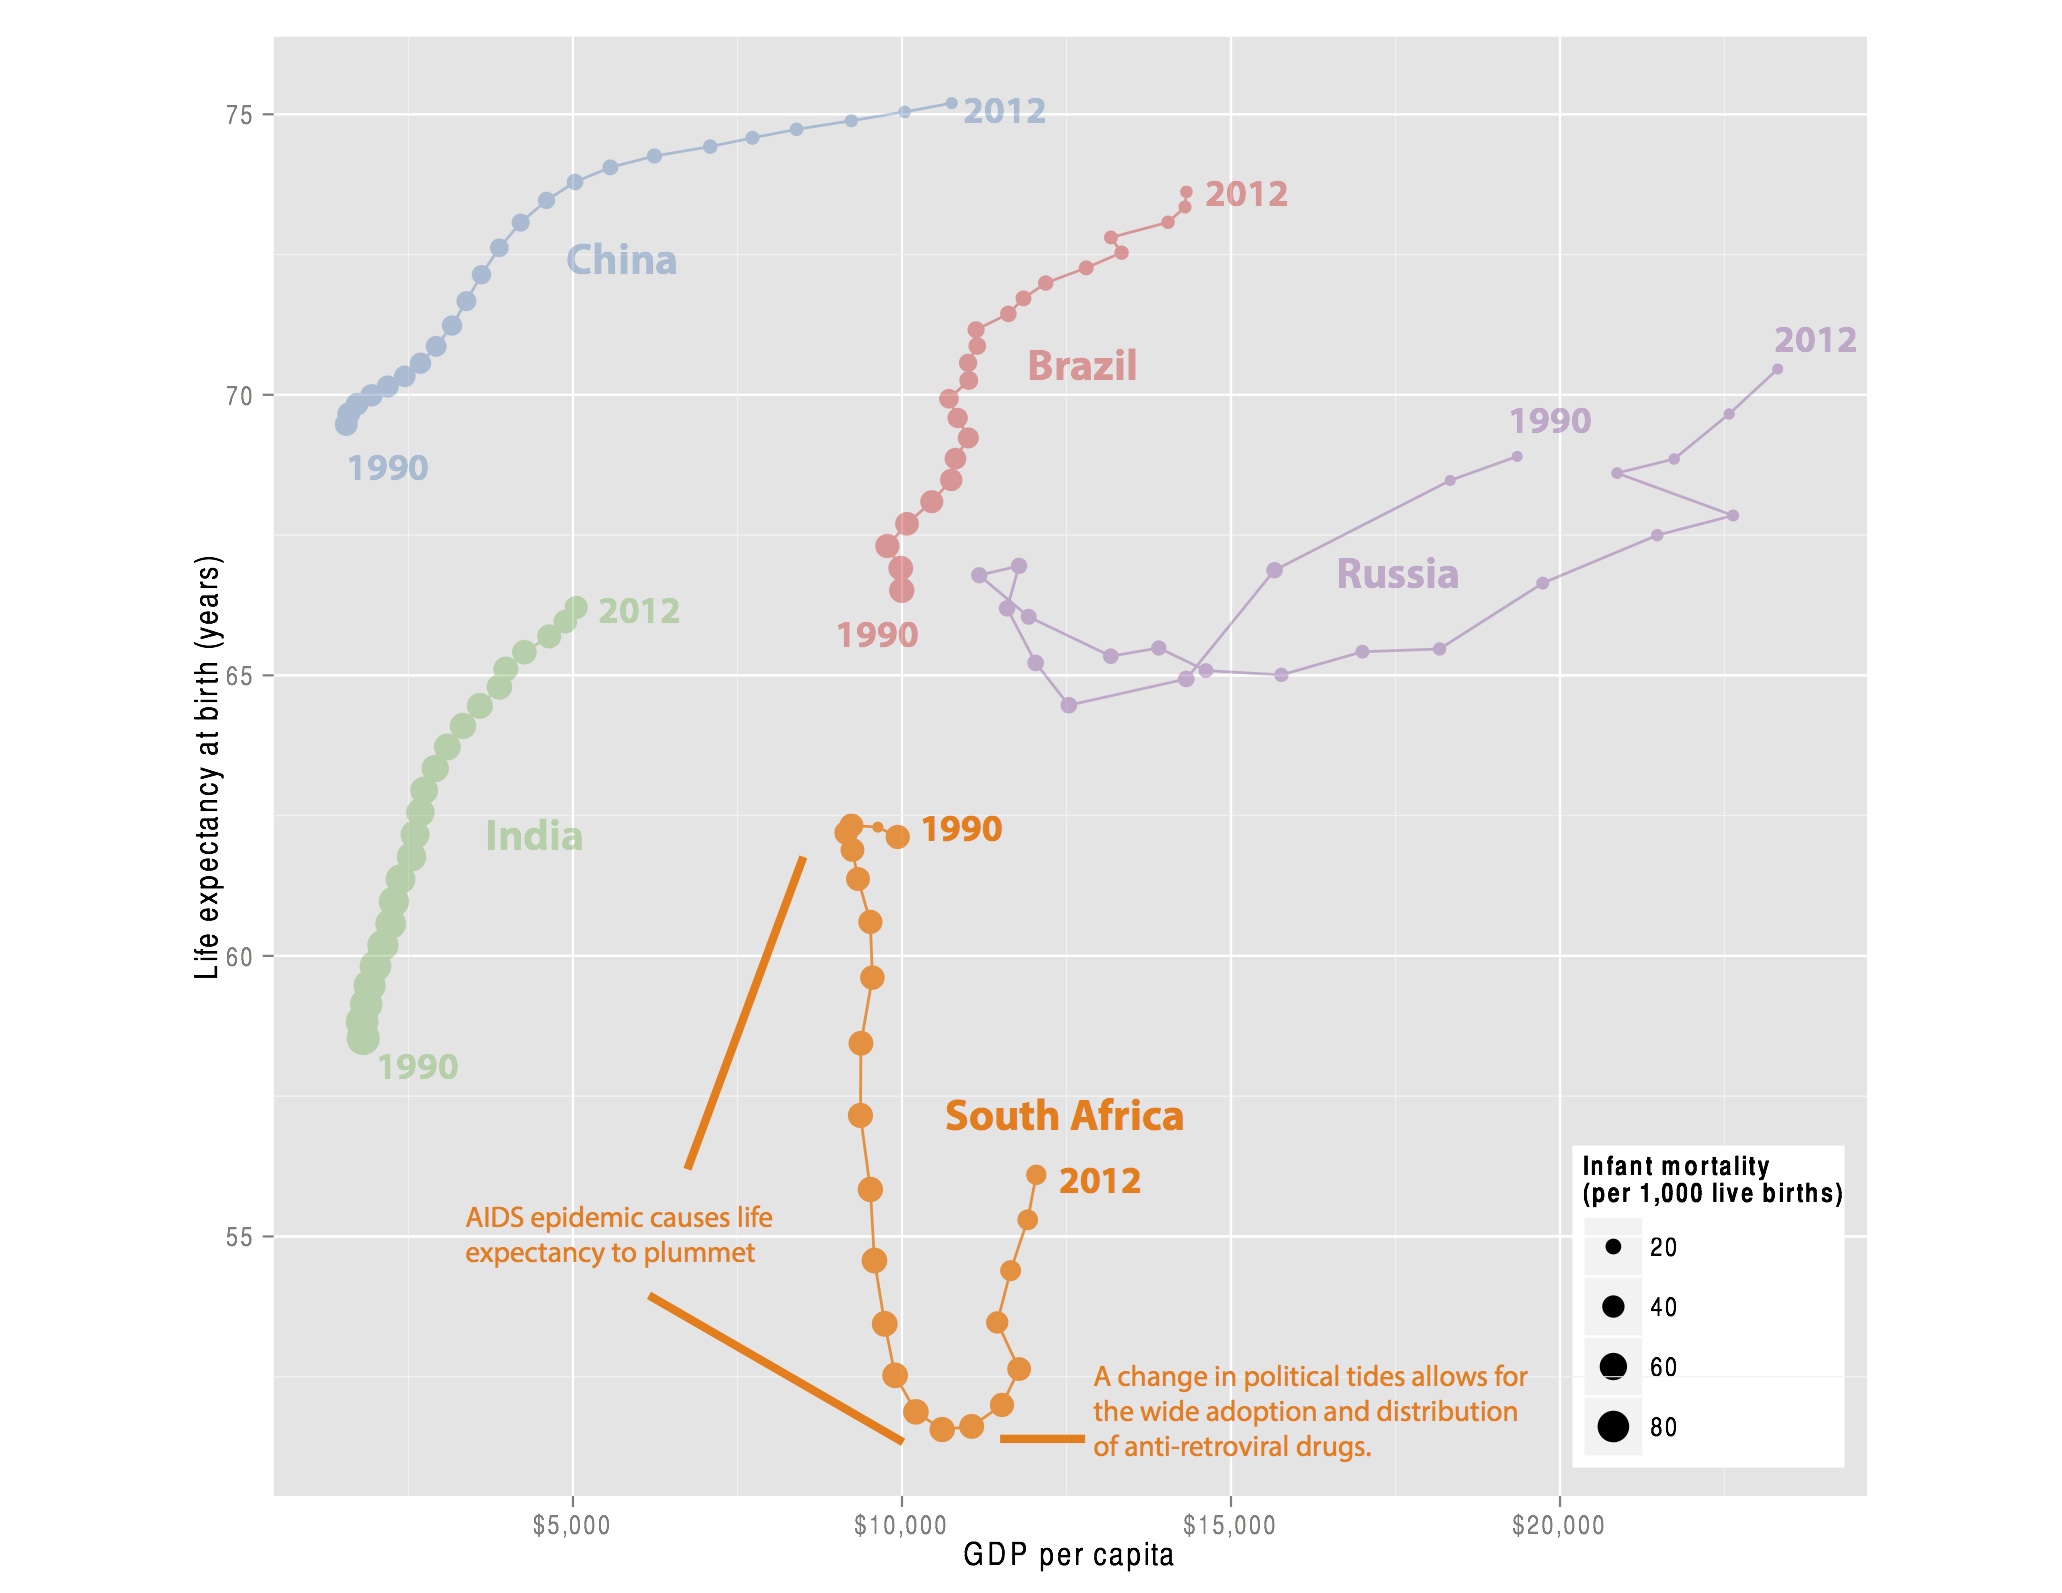 75
2012
2012
China
2012
Brazil
70
1990
1990
Russia
2012
1990
65
India
1990
South Africa
1990
60
2012
AIDS epidemic causes life
expectancy to plummet
55
A change in political tides allows for
the wide adoption and distribution
of anti-retroviral drugs.
Infant mortality
(per 1,000 live births)
20
40
60
80
Life expectancy at birth (years)
$5,000
$10,000
$15,000
$20,000
GDP per capita